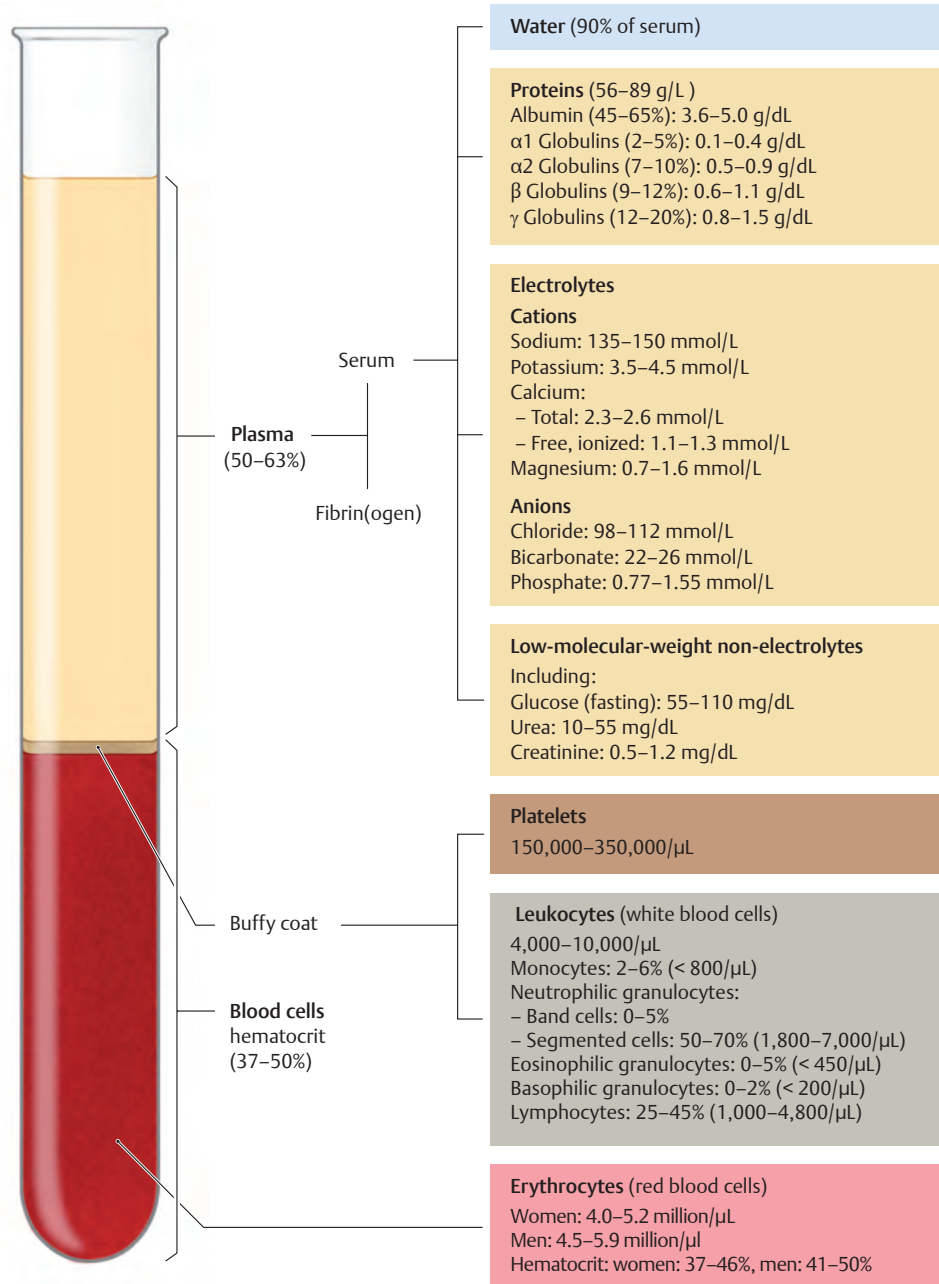 Water (90% of serum)
Proteins (56–89 g/L )
Albumin (45–65%): 3.6–5.0 g/dL
α1 Globulins (2–5%): 0.1–0.4 g/dL
α2 Globulins (7–10%): 0.5–0.9 g/dL
β Globulins (9–12%): 0.6–1.1 g/dL
γ Globulins (12–20%): 0.8–1.5 g/dL
Electrolytes
Cations
Sodium: 135–150 mmol/L
Potassium: 3.5–4.5 mmol/L
Calcium:
– Total: 2.3–2.6 mmol/L
– Free, ionized: 1.1–1.3 mmol/L
Magnesium: 0.7–1.6 mmol/L
Anions
Chloride: 98–112 mmol/L
Bicarbonate: 22–26 mmol/L
Phosphate: 0.77–1.55 mmol/L
Serum
Plasma
(50–63%)
Fibrin(ogen)
Low-molecular-weight non-electrolytes
Including:
Glucose (fasting): 55–110 mg/dL
Urea: 10–55 mg/dL
Creatinine: 0.5–1.2 mg/dL
Platelets
150,000–350,000/µL
Buffy coat
Leukocytes (white blood cells)
4,000–10,000/µL
Monocytes: 2–6% (< 800/µL)
Neutrophilic granulocytes:
– Band cells: 0–5%
– Segmented cells: 50–70% (1,800–7,000/µL)
Eosinophilic granulocytes: 0–5% (< 450/µL)
Basophilic granulocytes: 0–2% (< 200/µL)
Lymphocytes: 25–45% (1,000–4,800/µL)
Blood cells
hematocrit
(37–50%)
Erythrocytes (red blood cells)
Women: 4.0–5.2 million/µL
Men: 4.5–5.9 million/µl
Hematocrit: women: 37–46%, men: 41–50%